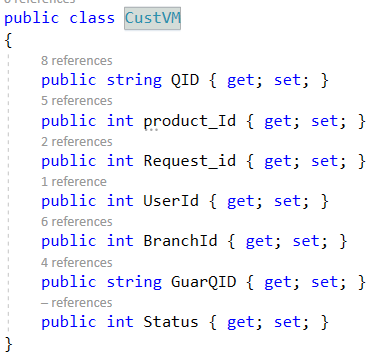 public class CustVM
{
8 references
public string QID { get; set; }
5 references
public int product_Id { get; set; }
2 references
public int Request_id { get; set; }
1 reference
public int UserId { get; set; }
6 references
public int BranchId { get; set; }
4 references
public string GuarQID { get; set; }
– references
public int Status { get; set; }
}